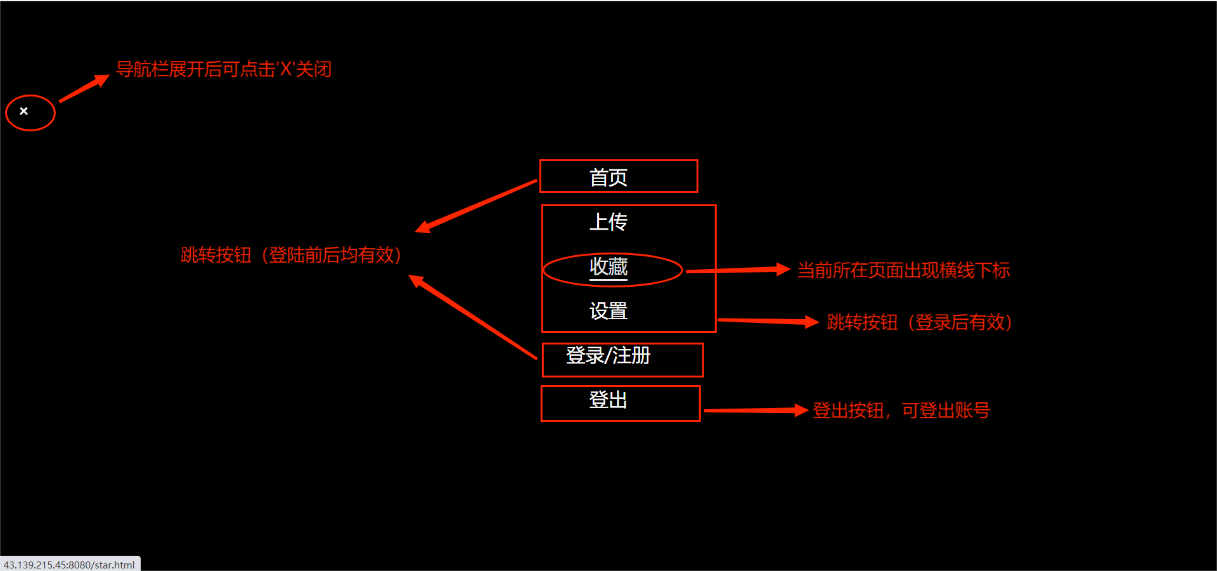 导航栏展开后可点击'X'关闭
×
首页
上传
跳转按钮（登陆前后均有效）
收藏
当前所在页面出现横线下标
设置
跳转按钮（登录后有效）
登录/注册
登出
登出按钮，可登出账号
43.139.215.45:8080/star.html